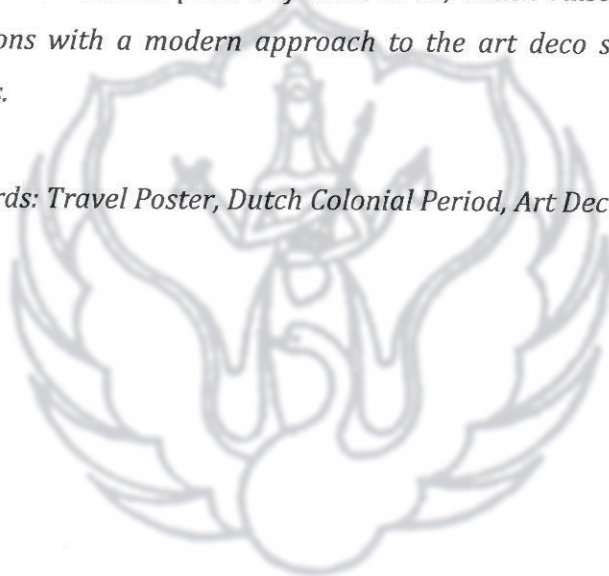 ons with a modern approach to the art deco s
s.
rds: Travel Poster, Dutch Colonial Period, Art Dec